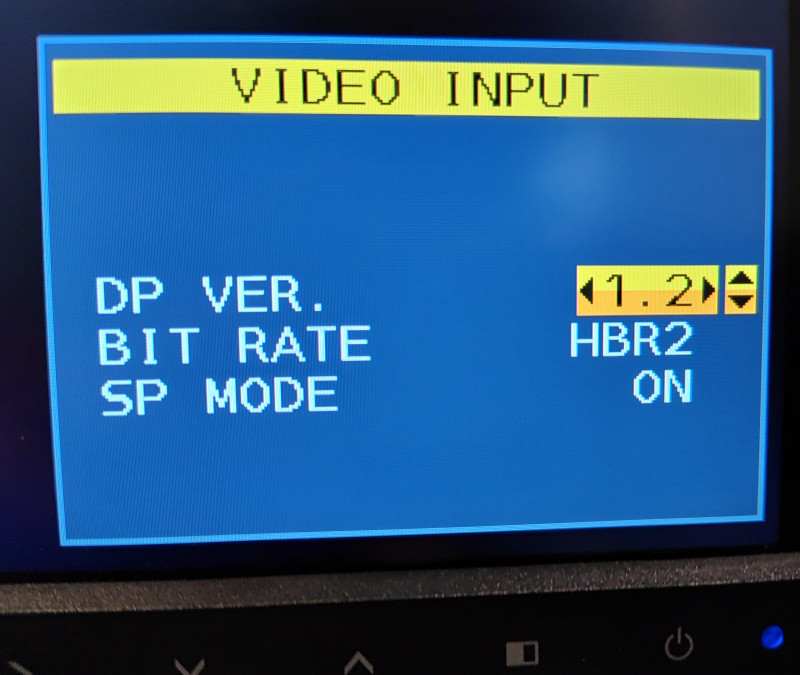 VIDEO INPUT
DP VER. 1.2
BIT RATE HBR2
SP MODE ON